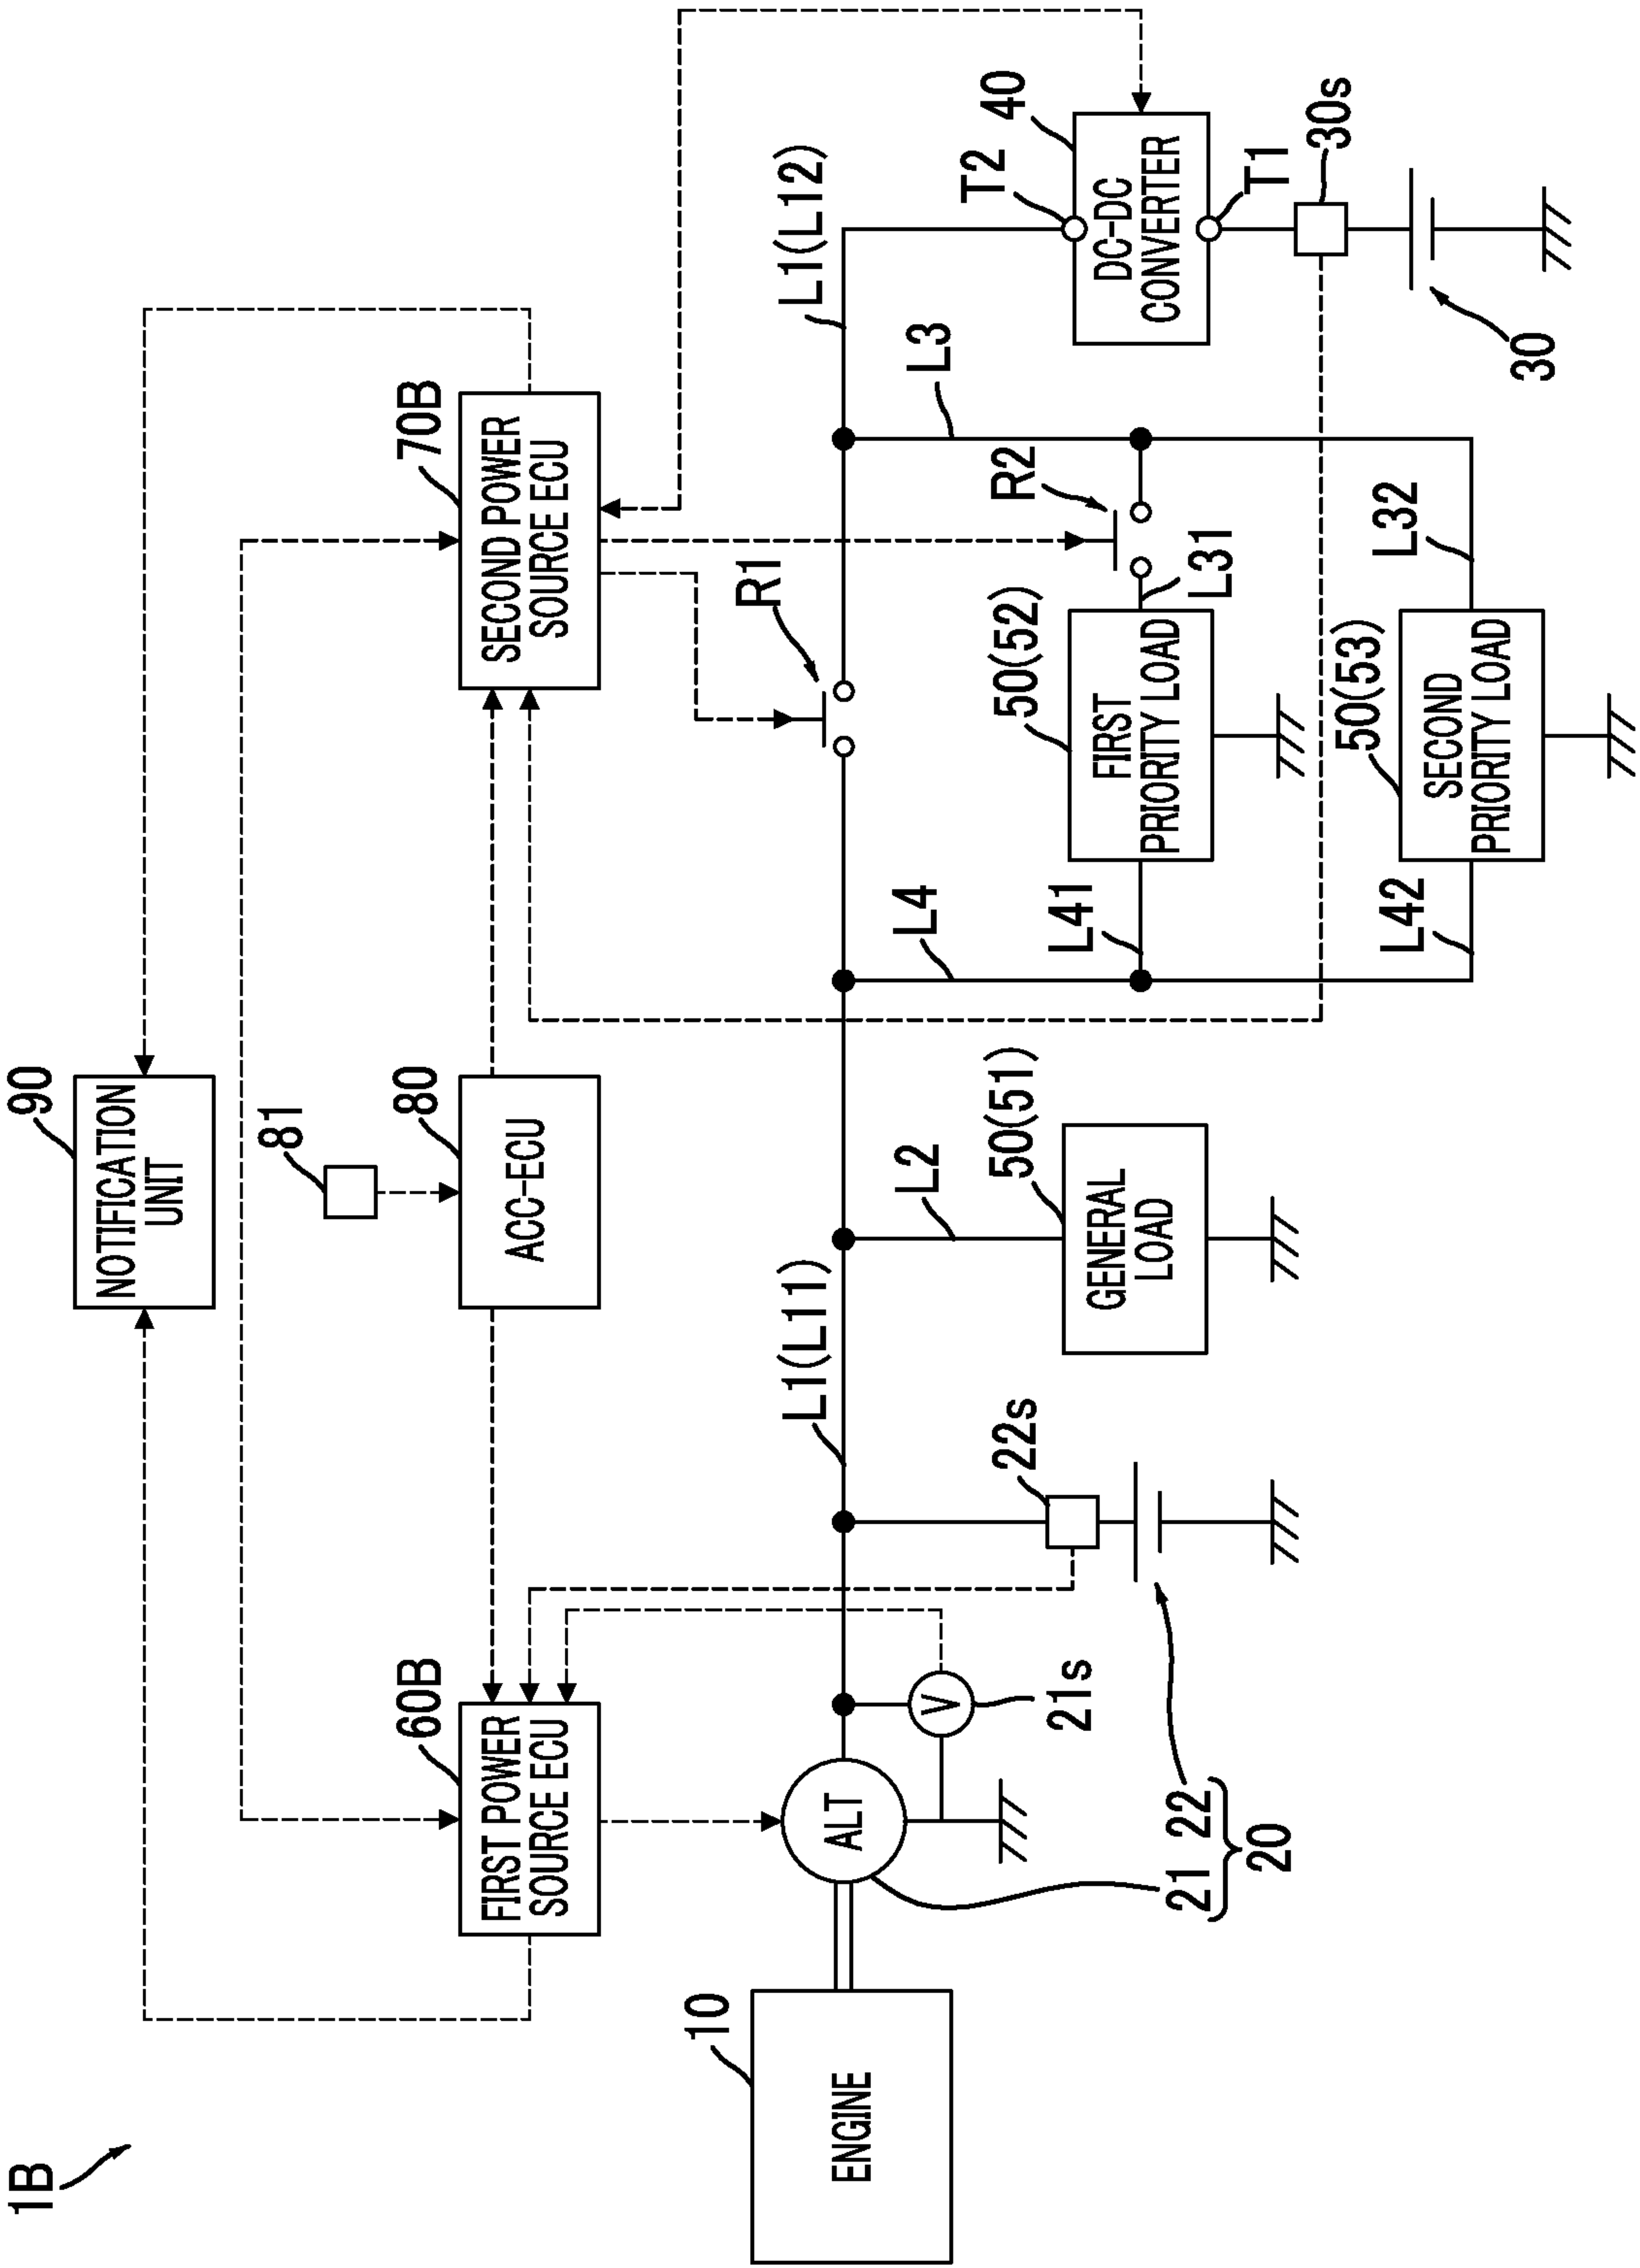 1B
90
NOTIFICATION
UNIT
81
60B
FIRST POWER
SOURCE ECU
80
ACC-ECU
70B
SECOND POWER
SOURCE ECU
10
ENGINE
ALT
V
21s
21 22
20
22s
L1(L11)
L2
50(51)
GENERAL
LOAD
L4
L41
L42
R1
50(52)
FIRST
PRIORITY LOAD
50(53)
SECOND
PRIORITY LOAD
R2
L31
L32
L3
L1(L12)
T2
40
DC-DC
CONVERTER
T1
30s
30